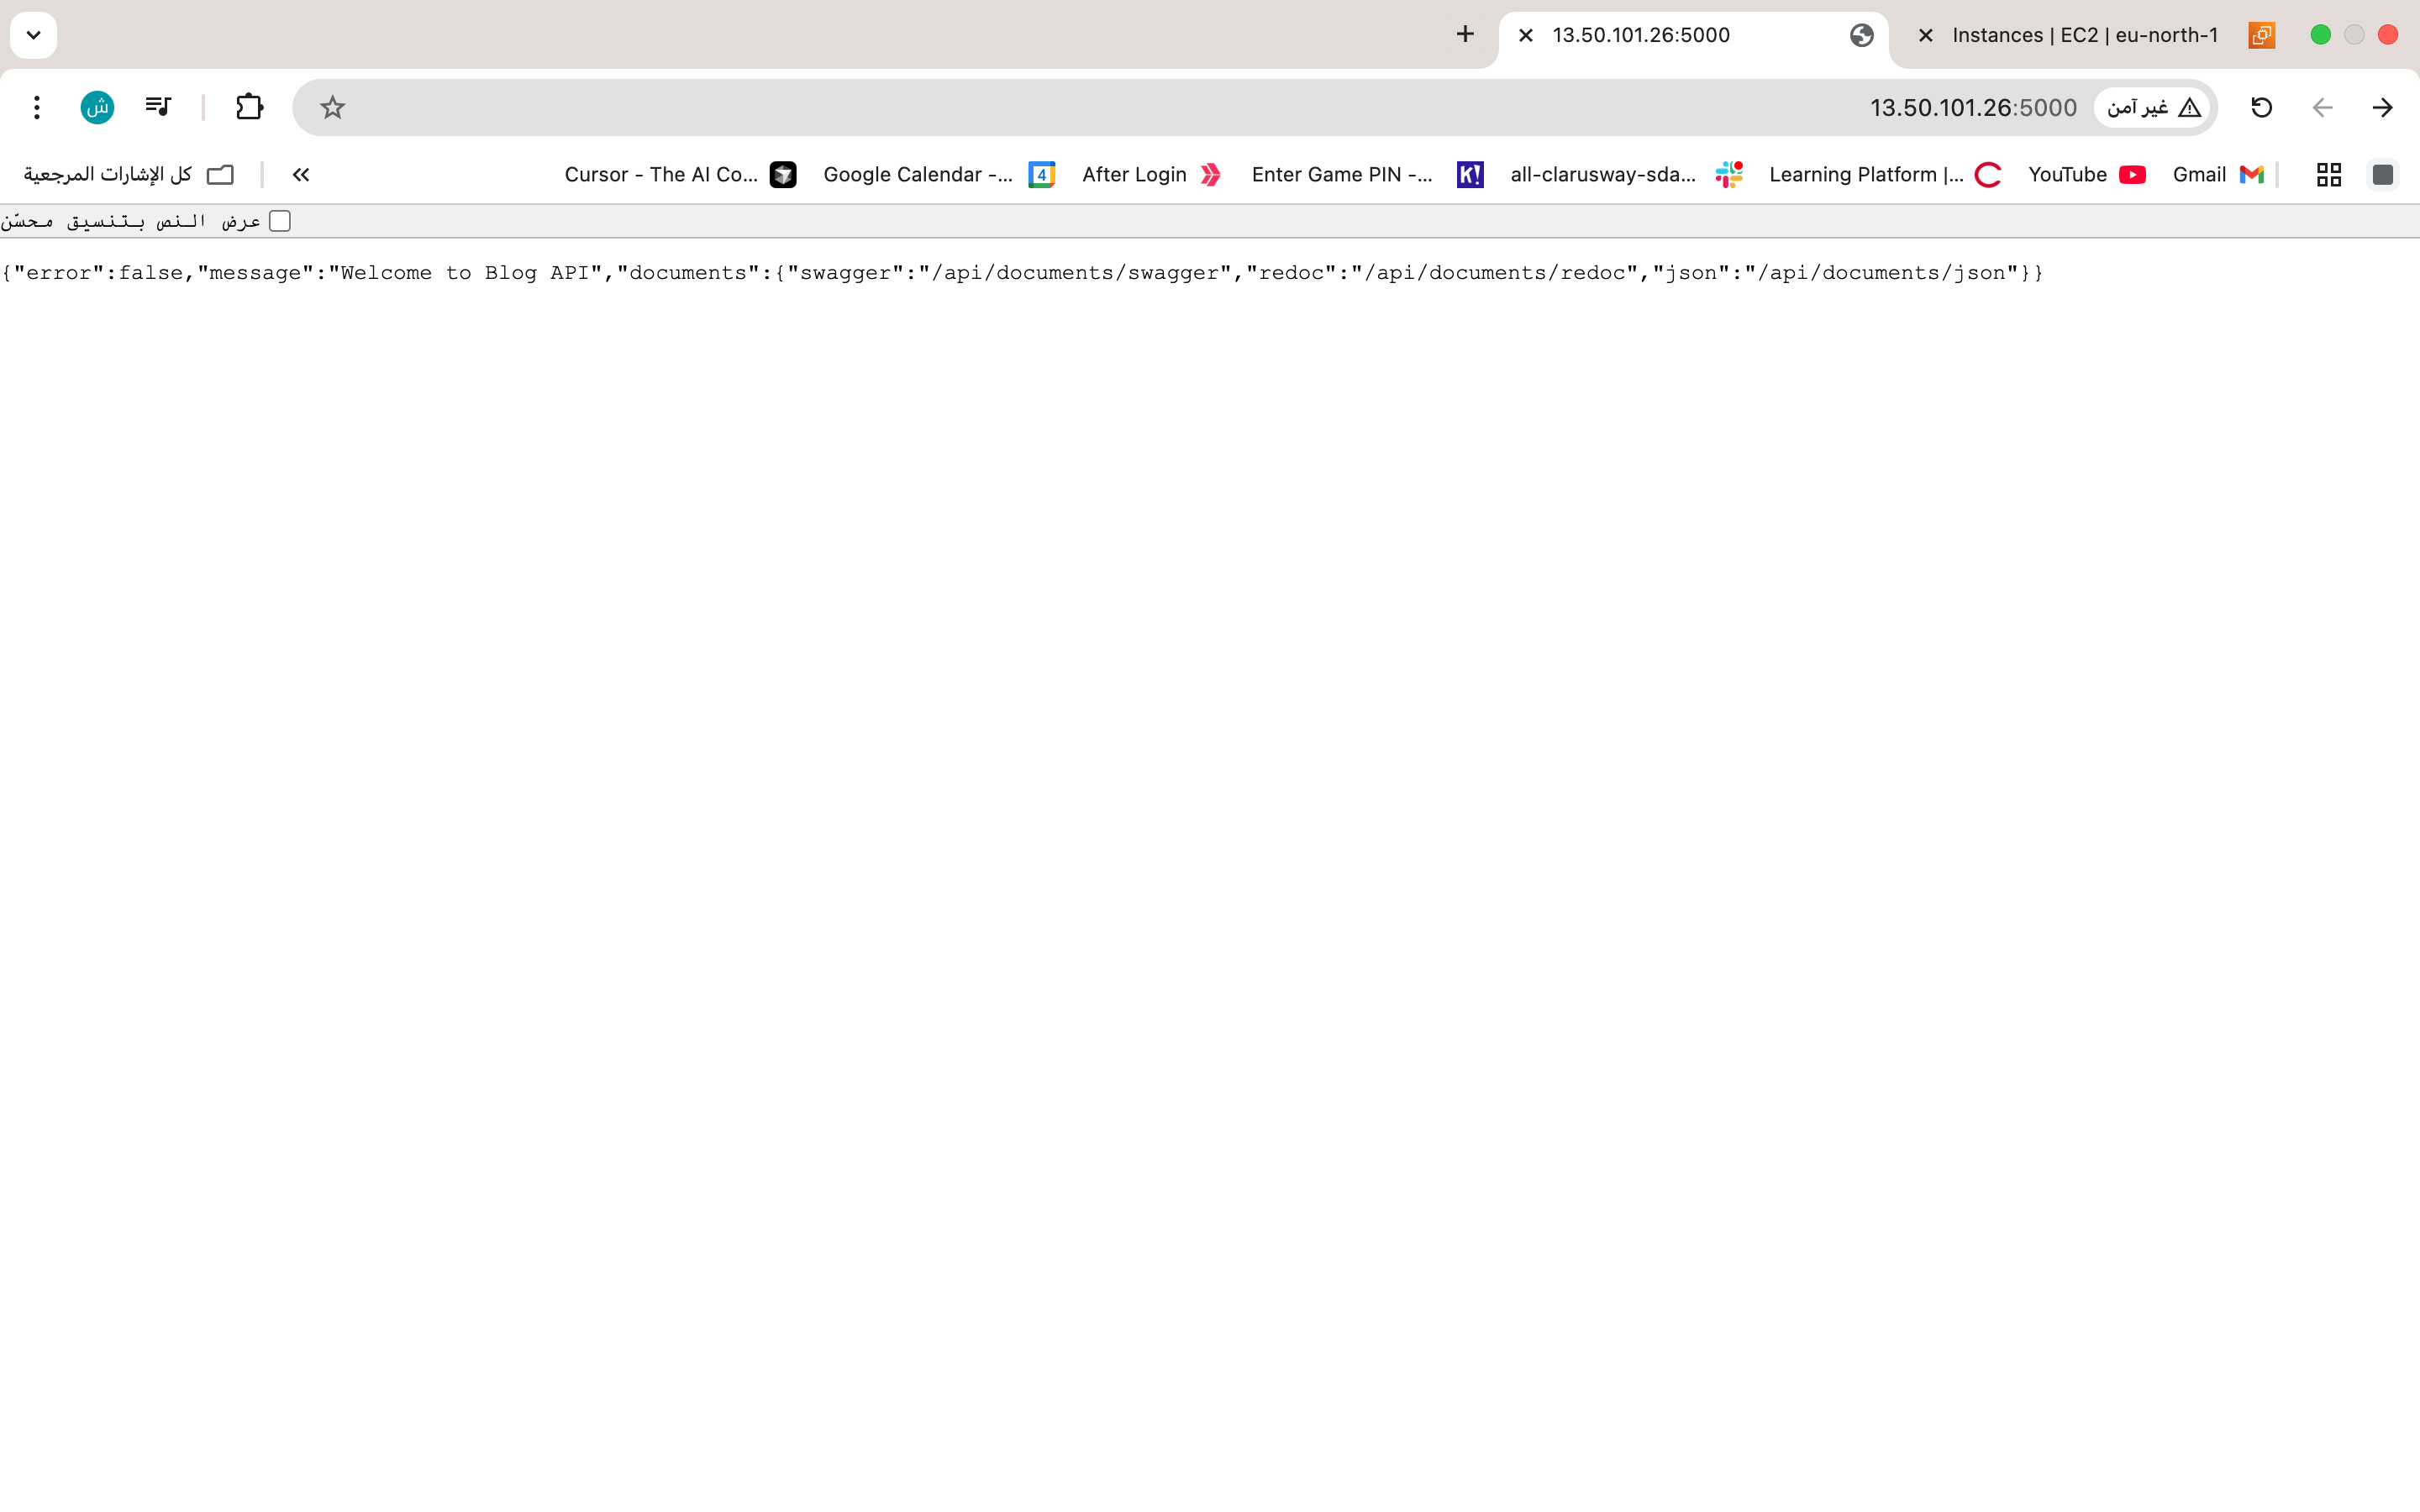 Instances | EC2 | eu-north-1
13.50.101.26:5000
غير آمن
13.50.101.26:5000
ش
Gmail
YouTube
Learning Platform |...
all-clarusway-sda...
K!
Enter Game PIN -...
After Login
4
Google Calendar -...
Cursor - The AI Co...
كل الإشارات المرجعية
عرض النص بتنسيق محسّن
{"error":false,"message":"Welcome to Blog API","documents":{"swagger":"/api/documents/swagger","redoc":"/api/documents/redoc","json":"/api/documents/json"}}